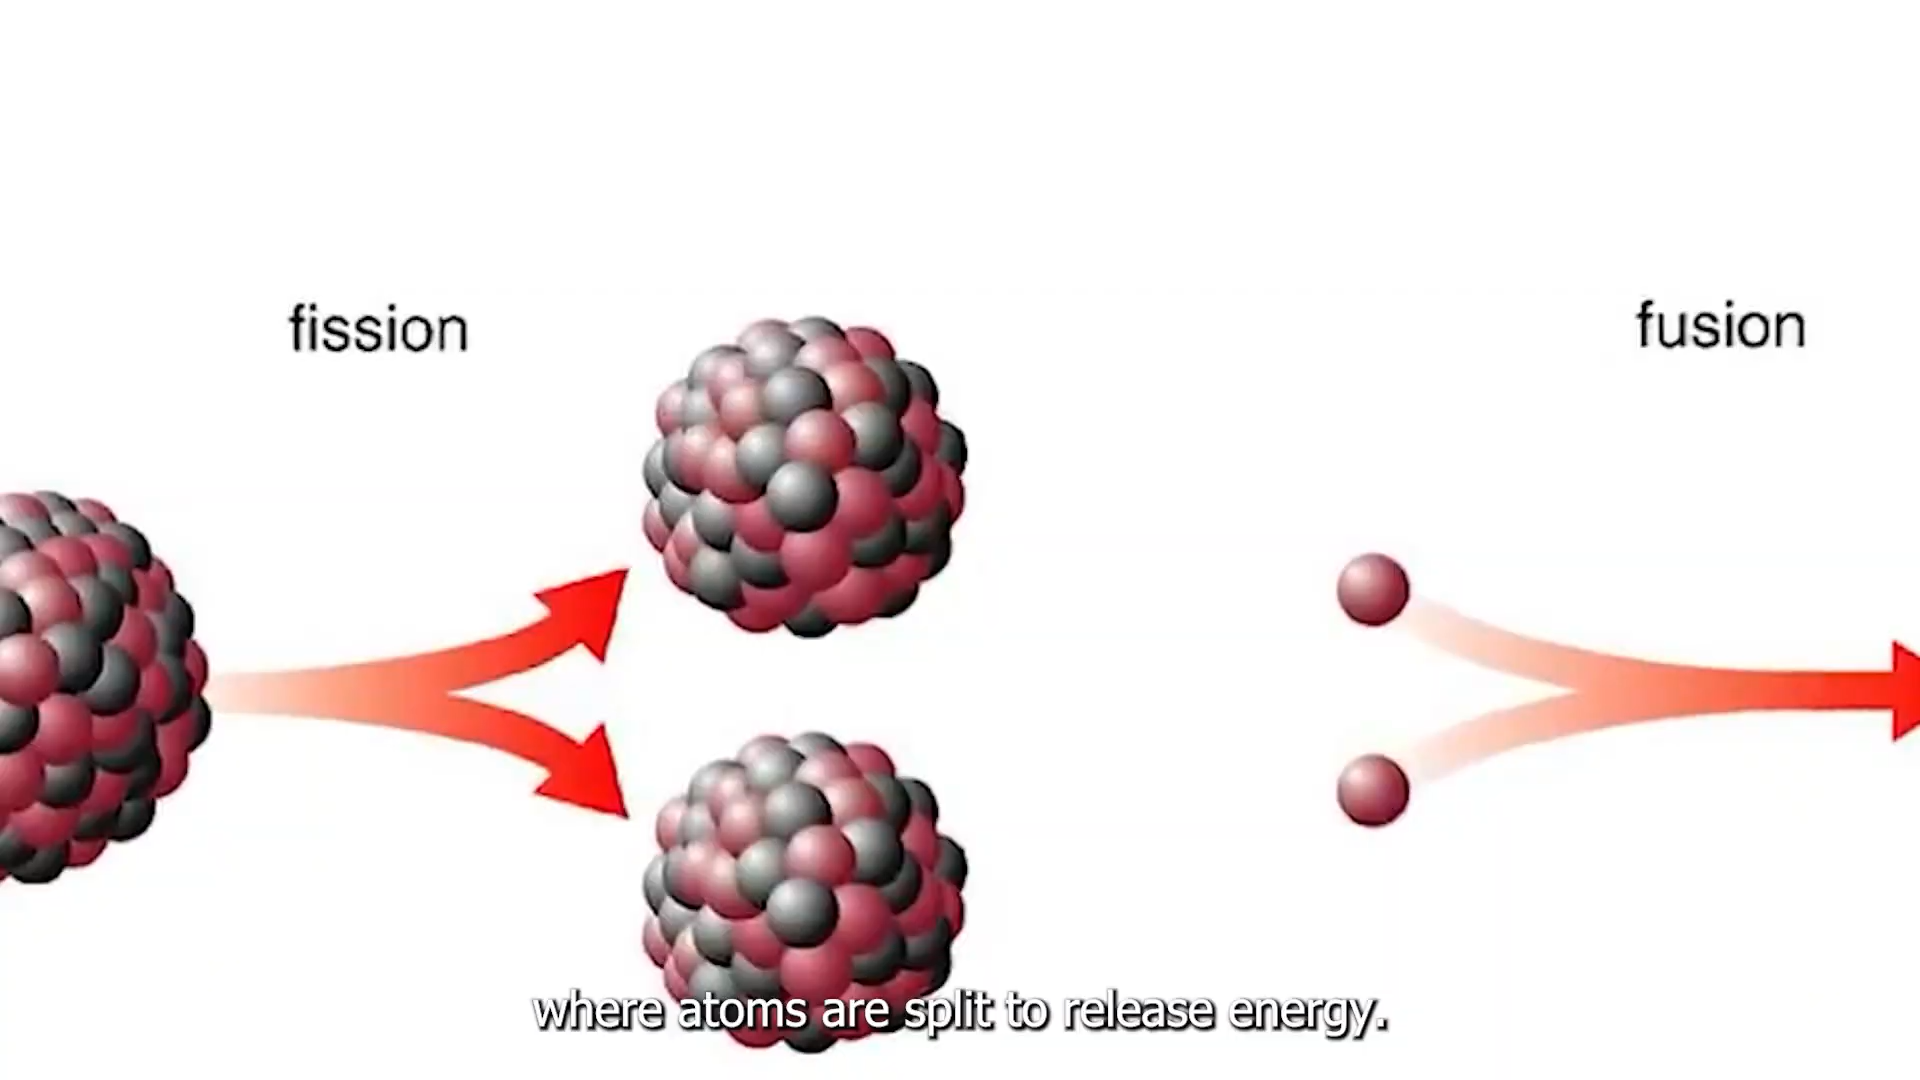 fission
fusion
where atoms are split to release energy.